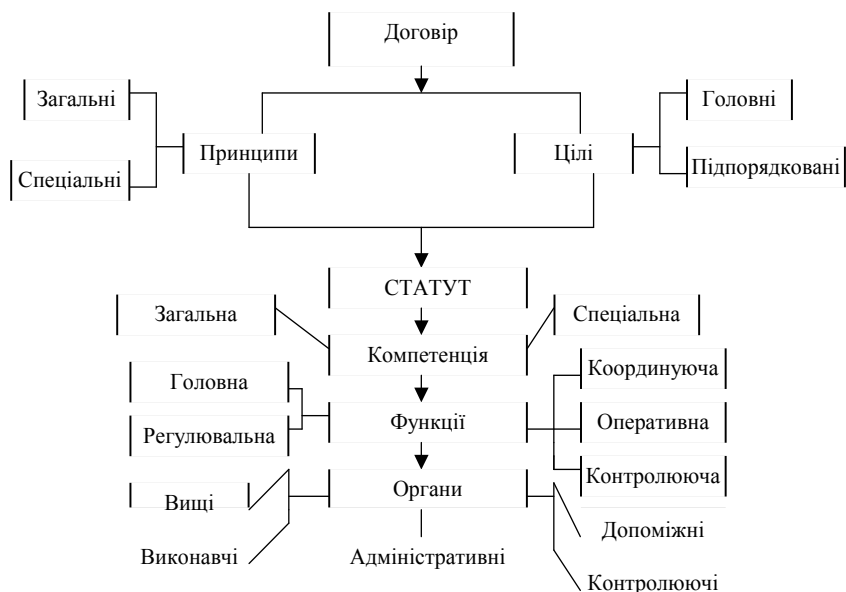 Договір
Загальні
Головні
Принципи
Цілі
Спеціальні
Підпорядковані
СТАТУТ
Загальна
Спеціальна
Компетенція
Головна
Координуюча
Функції
Регулювальна
Оперативна
Контролююча
Органи
Вищі
Допоміжні
Виконавчі
Адміністративні
Контролюючі